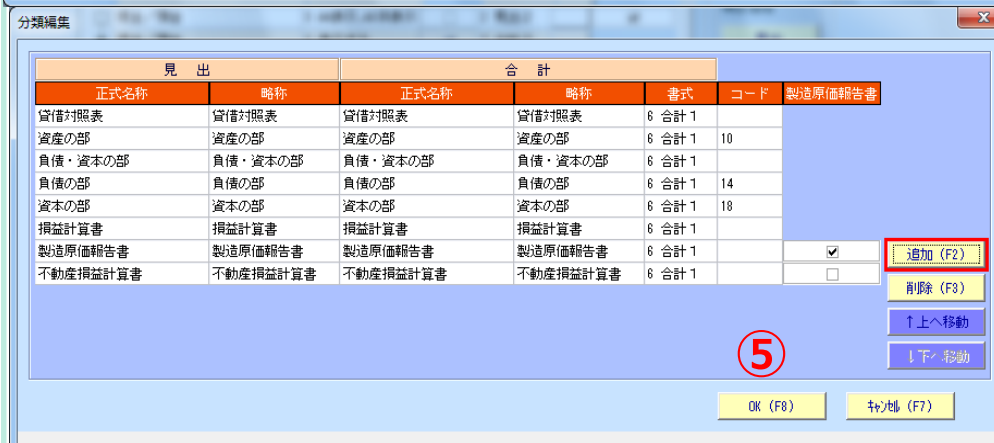 分類編集
見 出 合 計
正式名称 略称 正式名称 略称 書式 コード 製造原価報告書
貸借対照表 貸借対照表 貸借対照表 貸借対照表 6 合計1
資産の部 資産の部 資産の部 資産の部 6 合計1 10
負債・資本の部 負債・資本の部 負債・資本の部 負債・資本の部 6 合計1
負債の部 負債の部 負債の部 負債の部 6 合計1 14
資本の部 資本の部 資本の部 資本の部 6 合計1 18
損益計算書 損益計算書 損益計算書 損益計算書 6 合計1
製造原価報告書 製造原価報告書 製造原価報告書 製造原価報告書 6 合計1
不動産損益計算書 不動産損益計算書 不動産損益計算書 不動産損益計算書 6 合計1
追加 (F2)
削除 (F3)
↑上へ移動
↓下へ移動
⑤
OK (F8) キャンセル (F7)